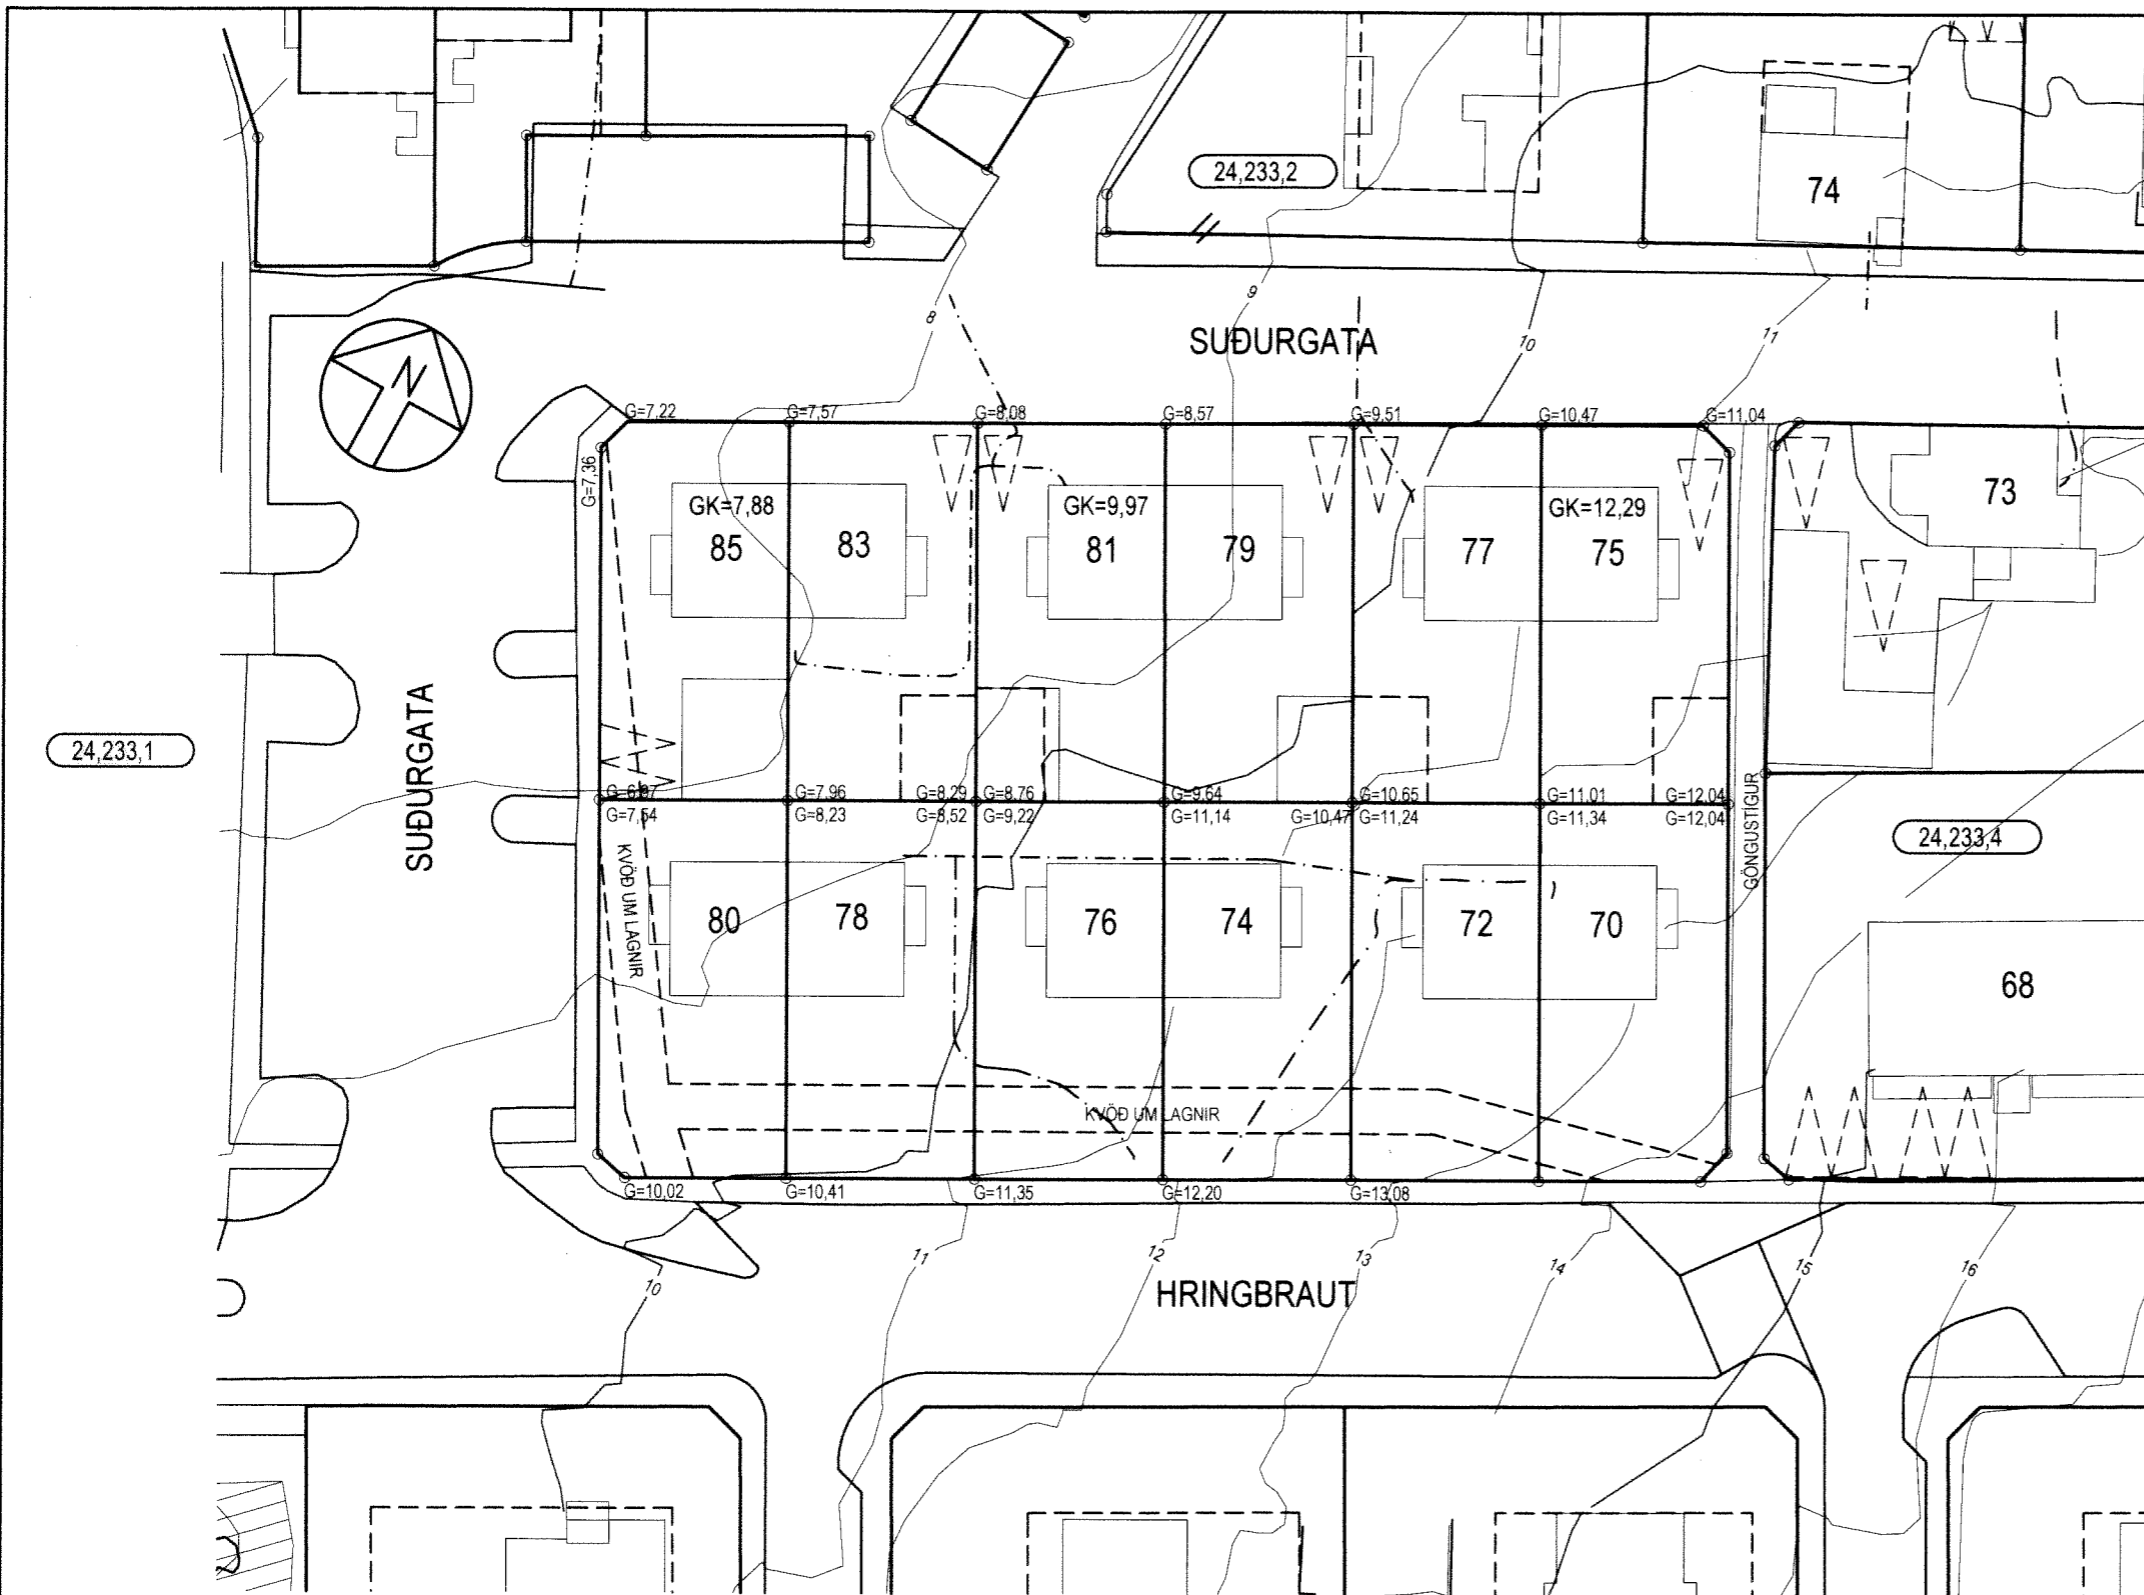 24,233,2
74
8
9
10
11
SUÐURGATA
N
G=7,22
G=7,57
G=8,08
G=8,57
G=9,51
G=10,47
G=11,04
G=7,36
GK=7,88
GK=9,97
GK=12,29
85
83
81
79
77
75
73
24,233,1
SUÐURGATA
G=7,96
G=8,29
G=8,76
G=9,64
G=10,65
G=11,01
G=12,04
G=7,54
G=8,23
G=8,52
G=9,22
G=11,14
G=10,47
G=11,24
G=11,34
G=12,04
GÖNGUSTIGUR
24,233,4
KVÖÐ UM LAGNIR
80
78
76
74
72
70
68
KVÖÐ UM LAGNIR
G=10,02
G=10,41
G=11,35
G=12,20
G=13,08
10
11
12
13
14
15
16
HRINGBRAUT